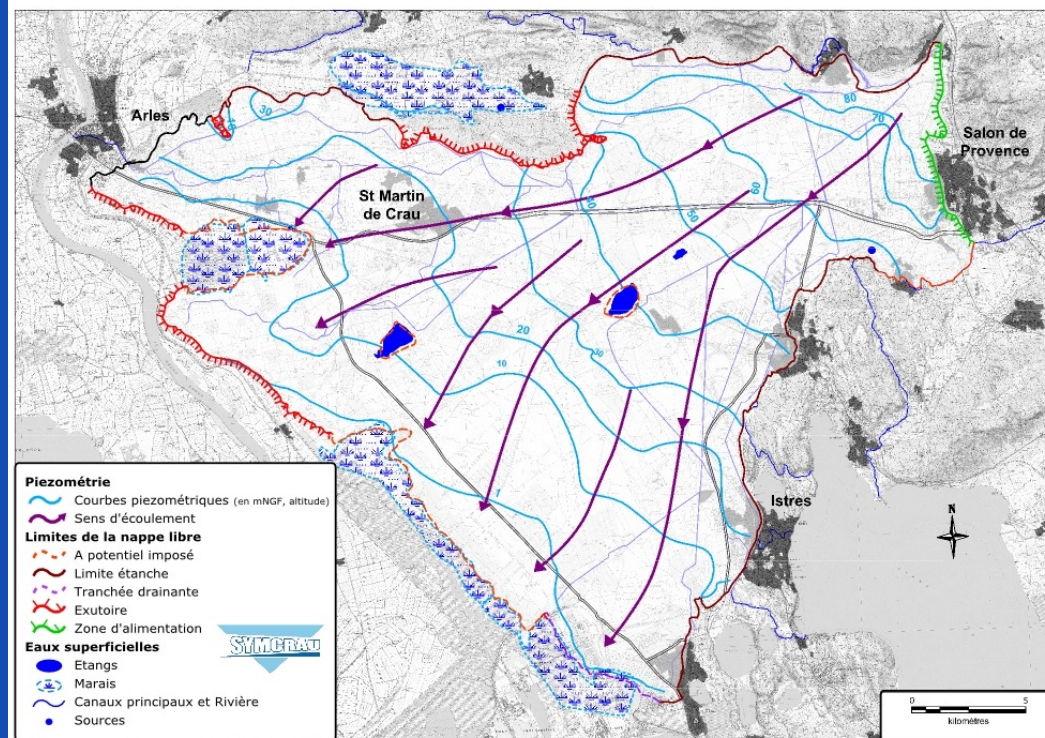 Arles
30
80
70
Salon de
Provence
St Martin
de Crau
60
50
40
30
20
10
1
Istres
N
Piezométrie
Courbes piezométriques (en mNGF, altitude)
Sens d'écoulement
Limites de la nappe libre
A potentiel imposé
Limite étanche
Tranchée drainante
Exutoire
Zone d'alimentation
Eaux superficielles
Etangs
Marais
Canaux principaux et Rivière
Sources
SYMCRAU
0 5
kilomètres